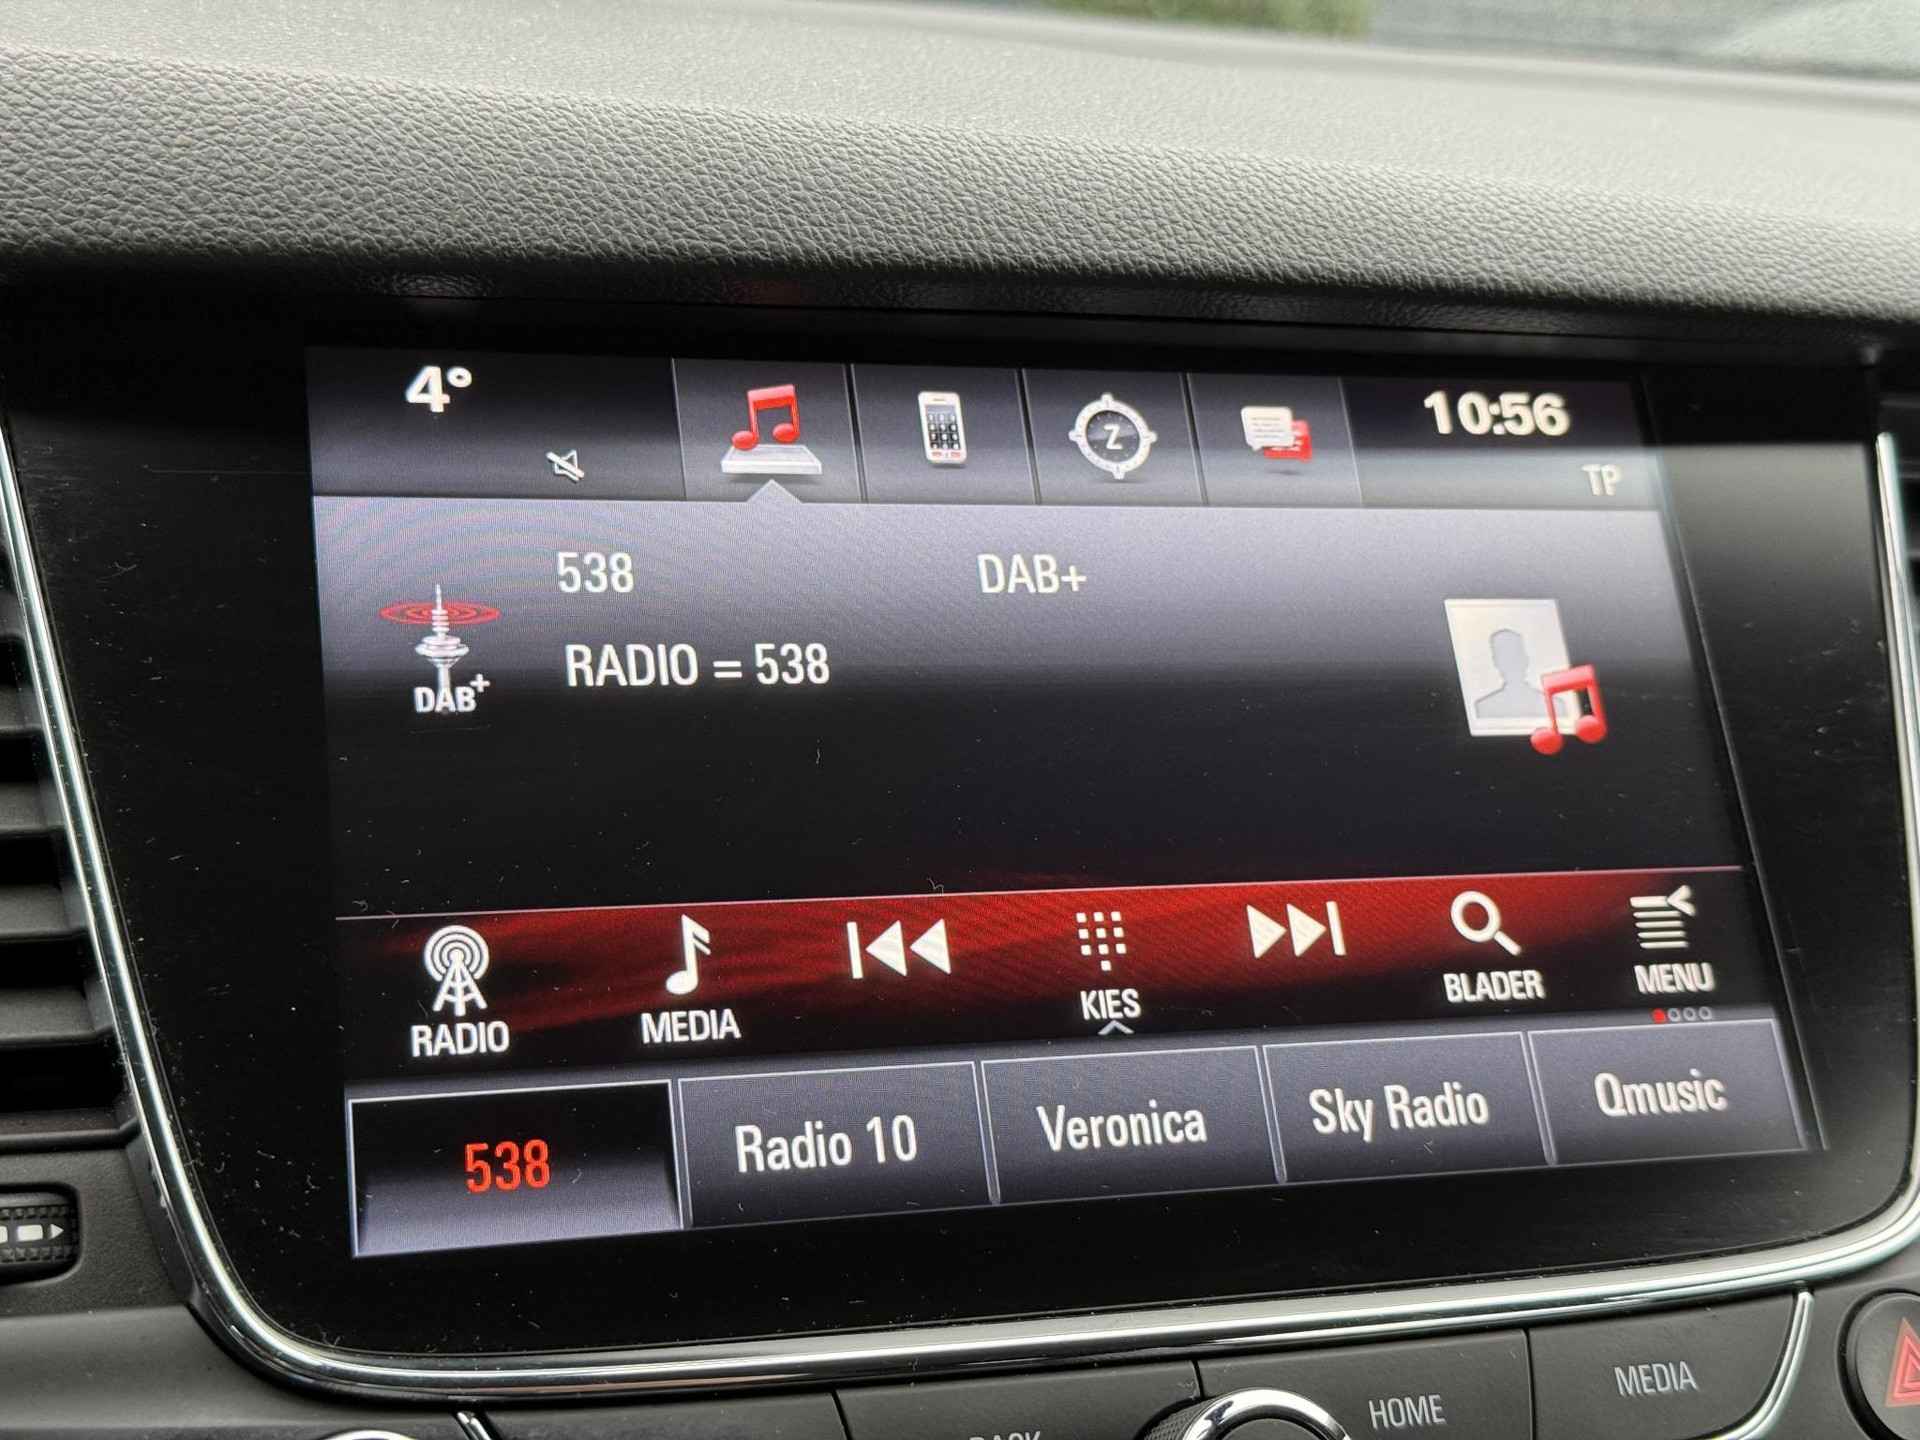 4°
10:56
TP
538 DAB+
RADIO = 538
DAB+
RADIO MEDIA KIES BLADER MENU
538 Radio 10 Veronica Sky Radio Qmusic
HOME MEDIA